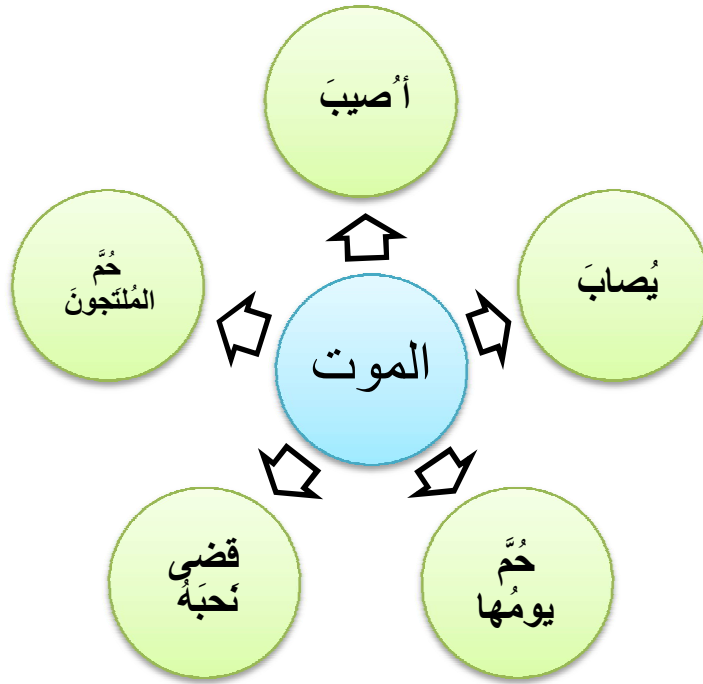 أُصيبَ
يُصابَ
حُمَّ
المُلتَجونَ
الموت
قضى
نَحبَهُ
حُمَّ
يومُها